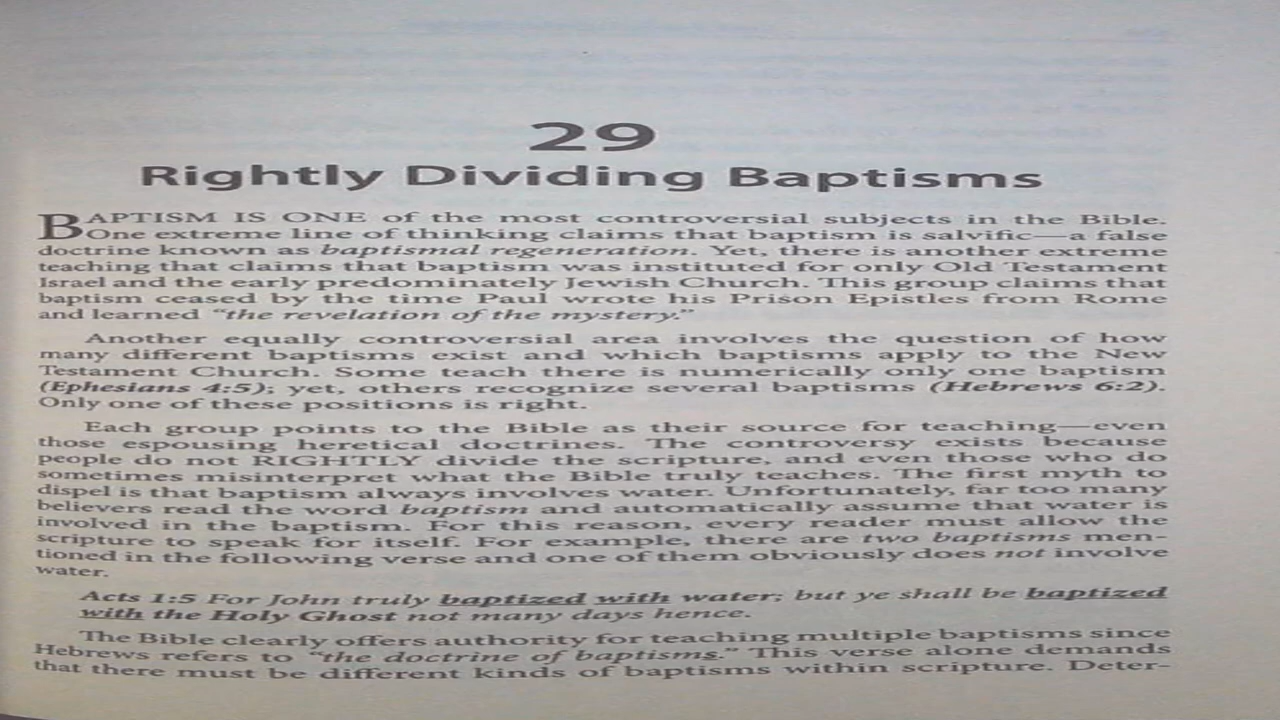 29
Rightly Dividing Baptisms
BAPTISM IS ONE of the most controversial subjects in the Bible.
One extreme line of thinking claims that baptism is salvific—a false
doctrine known as baptismal regeneration. Yet, there is another extreme
teaching that claims that baptism was instituted for only Old Testament
Israel and the early predominately Jewish Church. This group claims that
baptism ceased by the time Paul wrote his Prison Epistles from Rome
and learned “the revelation of the mystery.”
Another equally controversial area involves the question of how
many different baptisms exist and which baptisms apply to the New
Testament Church. Some teach there is numerically only one baptism
(Ephesians 4:5); yet, others recognize several baptisms (Hebrews 6:2).
Only one of these positions is right.
Each group points to the Bible as their source for teaching—even
those espousing heretical doctrines. The controversy exists because
people do not RIGHTLY divide the scripture, and even those who do
sometimes misinterpret what the Bible truly teaches. The first myth to
dispel is that baptism always involves water. Unfortunately, far too many
believers read the word baptism and automatically assume that water is
involved in the baptism. For this reason, every reader must allow the
scripture to speak for itself. For example, there are two baptisms men-
tioned in the following verse and one of them obviously does not involve
water.
Acts 1:5 For John truly baptized with water; but ye shall be baptized
with the Holy Ghost not many days hence.
The Bible clearly offers authority for teaching multiple baptisms since
Hebrews refers to “the doctrine of baptisms.” This verse alone demands
that there must be different kinds of baptisms within scripture. Deter-